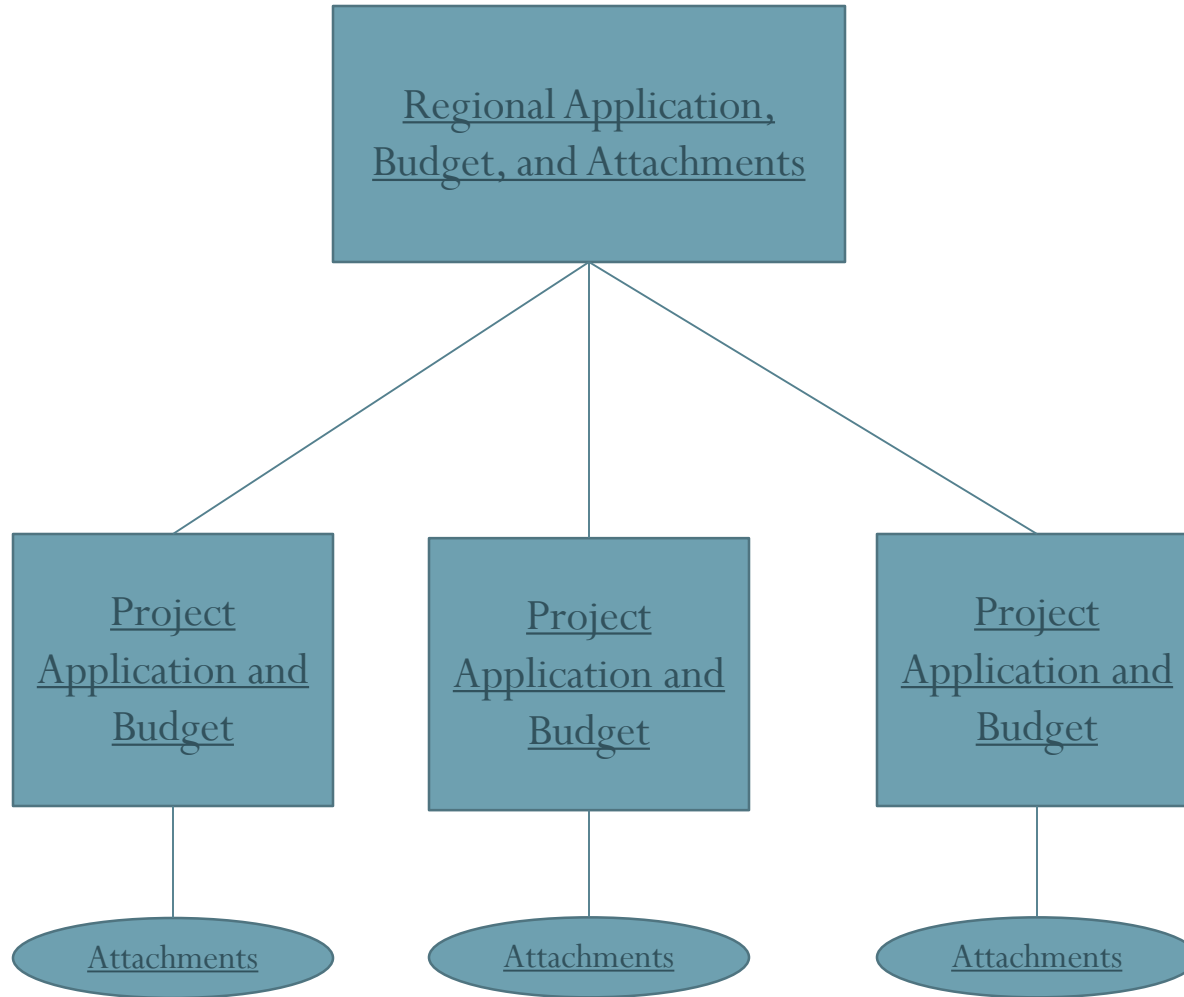 Regional Application,
Budget, and Attachments
Project
Application and
Budget
Project
Application and
Budget
Project
Application and
Budget
Attachments
Attachments
Attachments